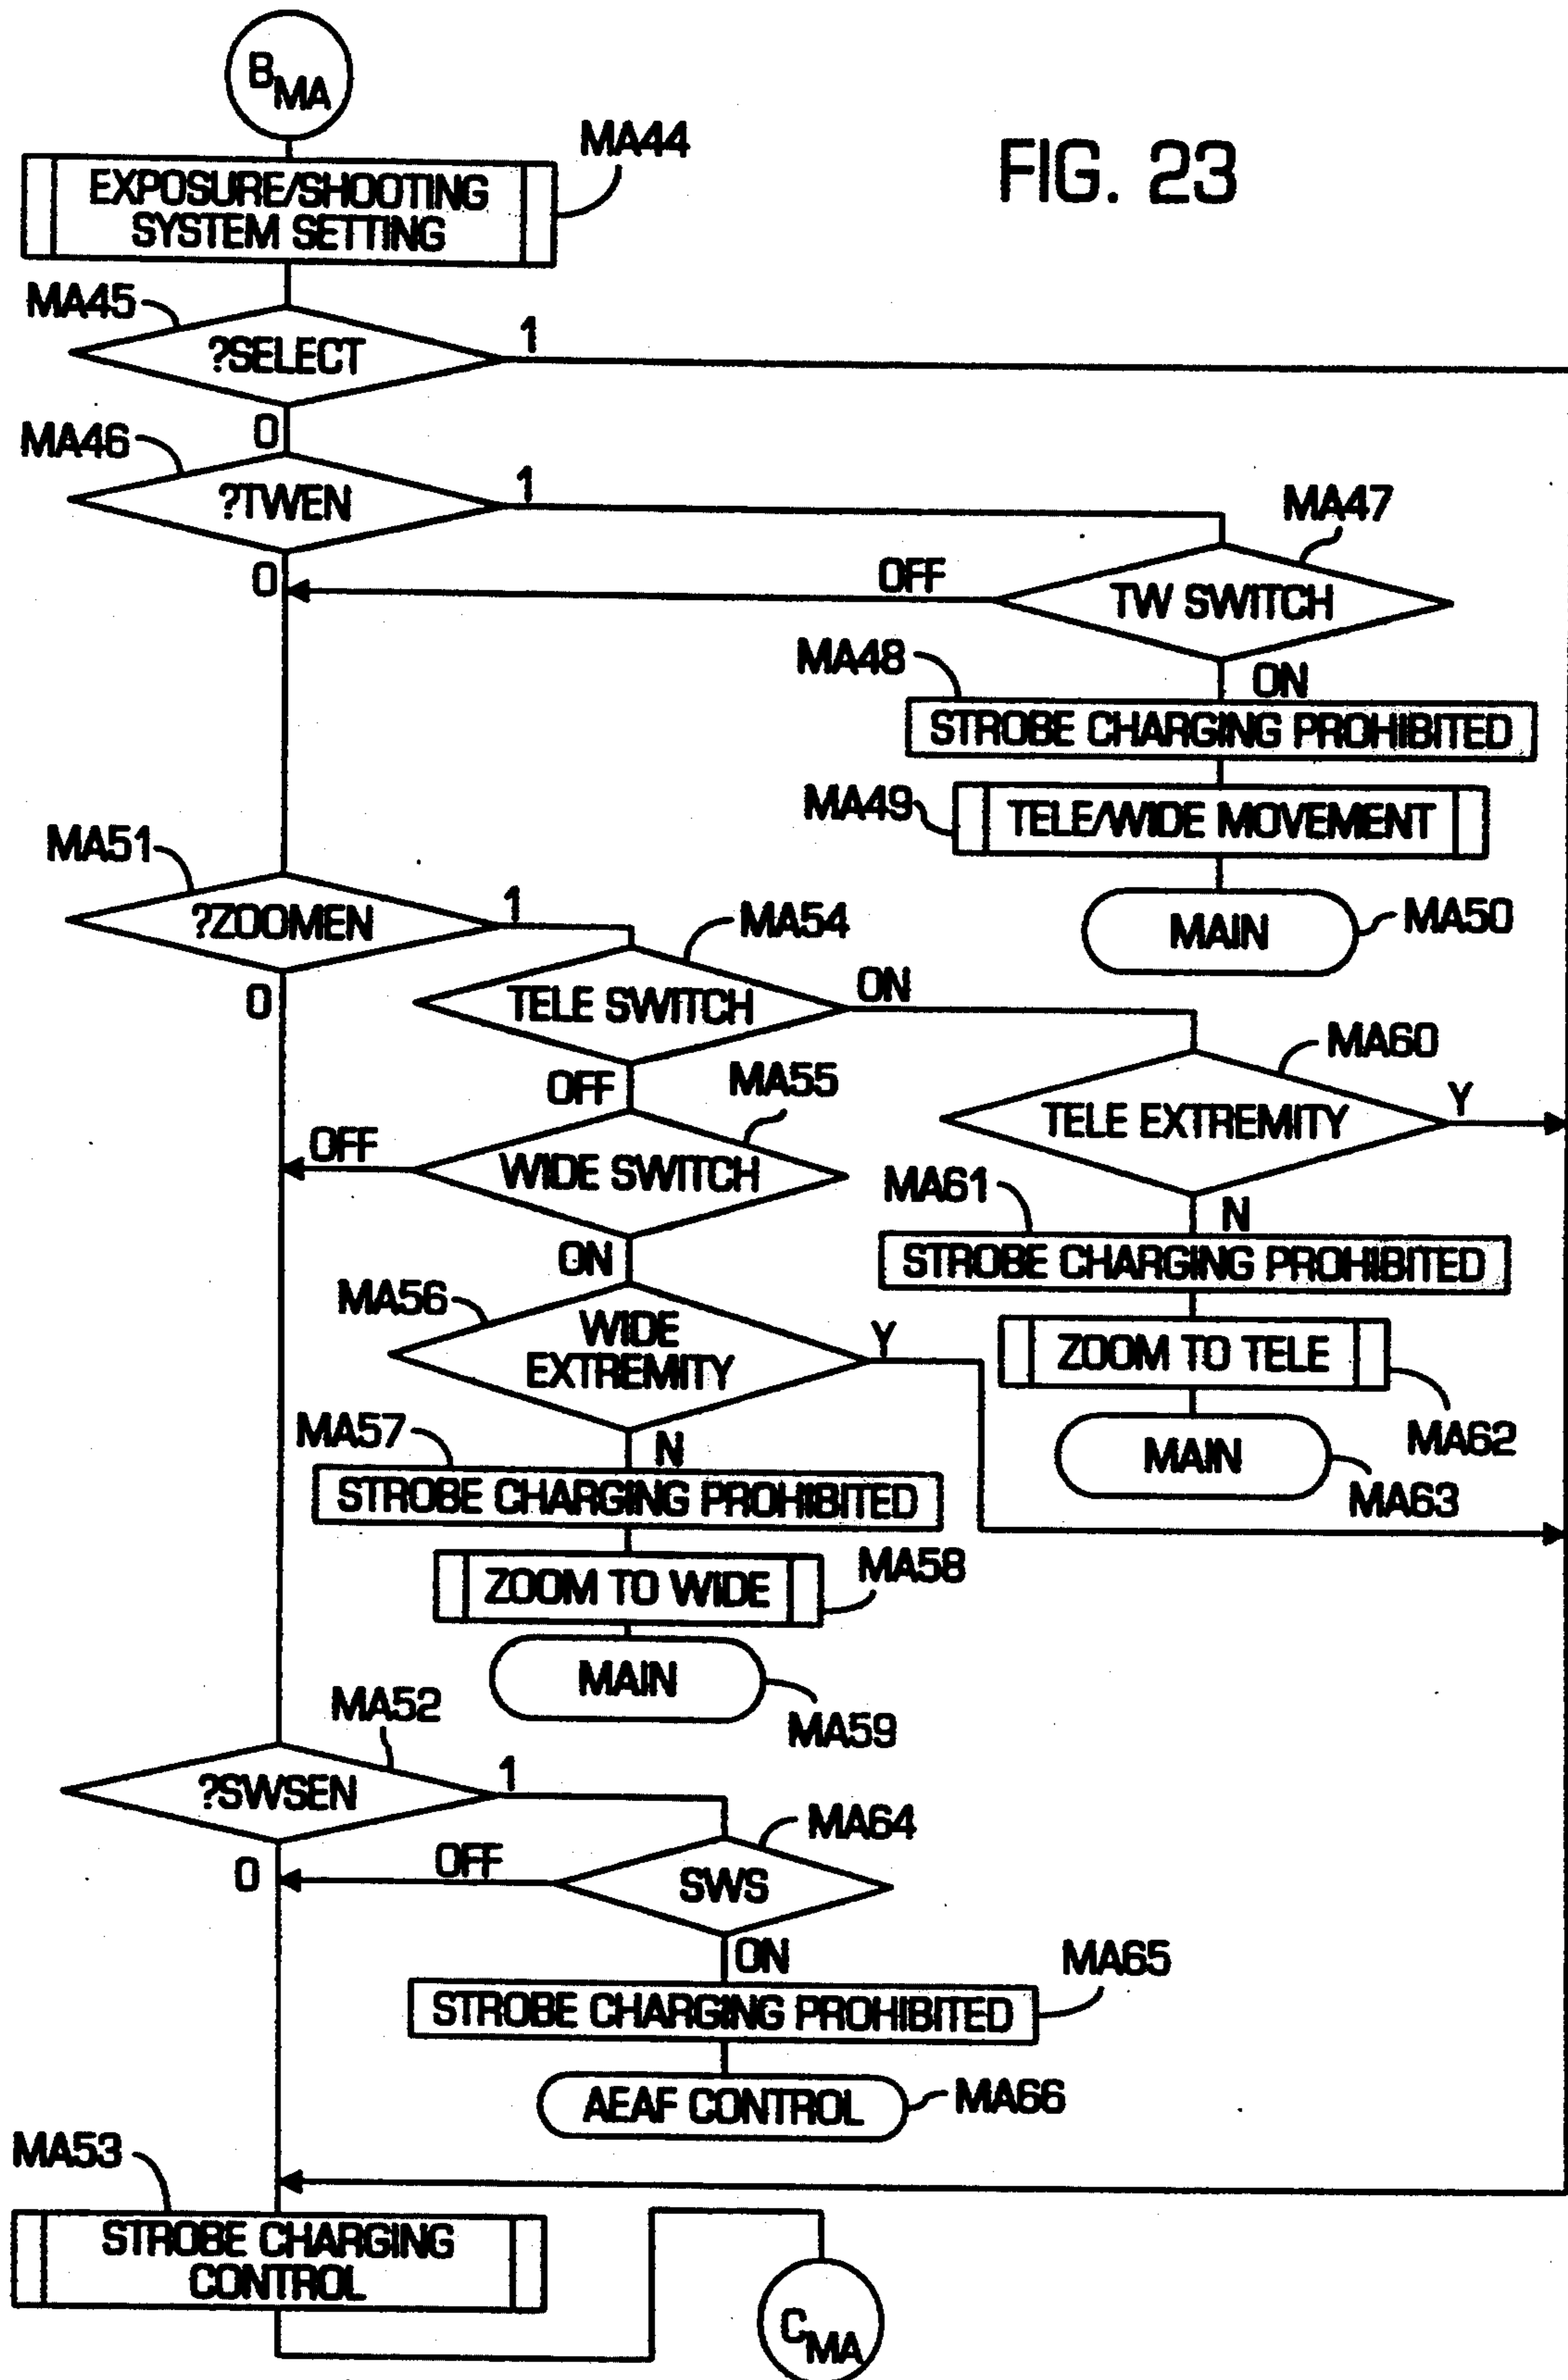 B MA
MA44
FIG. 23
EXPOSURE/SHOOTING
SYSTEM SETTING
MA45
?SELECT
1
0
MA46
?TWEN
1
0
MA47
TW SWITCH
OFF
ON
MA48
STROBE CHARGING PROHIBITED
MA49
TELE/WIDE MOVEMENT
MAIN
MA50
MA51
?ZOOMEN
1
0
MA54
TELE SWITCH
ON
OFF
MA60
TELE EXTREMITY
Y
N
MA55
WIDE SWITCH
OFF
ON
MA61
STROBE CHARGING PROHIBITED
MA56
WIDE
EXTREMITY
Y
N
ZOOM TO TELE
MA62
MAIN
MA63
MA57
STROBE CHARGING PROHIBITED
ZOOM TO WIDE
MA58
MAIN
MA59
MA52
?SWSEN
1
0
MA64
SWS
OFF
ON
MA65
STROBE CHARGING PROHIBITED
AEAF CONTROL
MA66
MA53
STROBE CHARGING
CONTROL
C MA